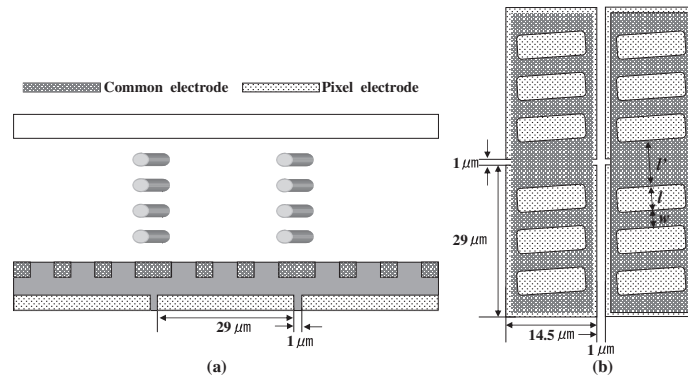 Common electrode
Pixel electrode
29 μm
1 μm
(a)
1 μm
29 μm
l'
l
w
14.5 μm
1 μm
(b)